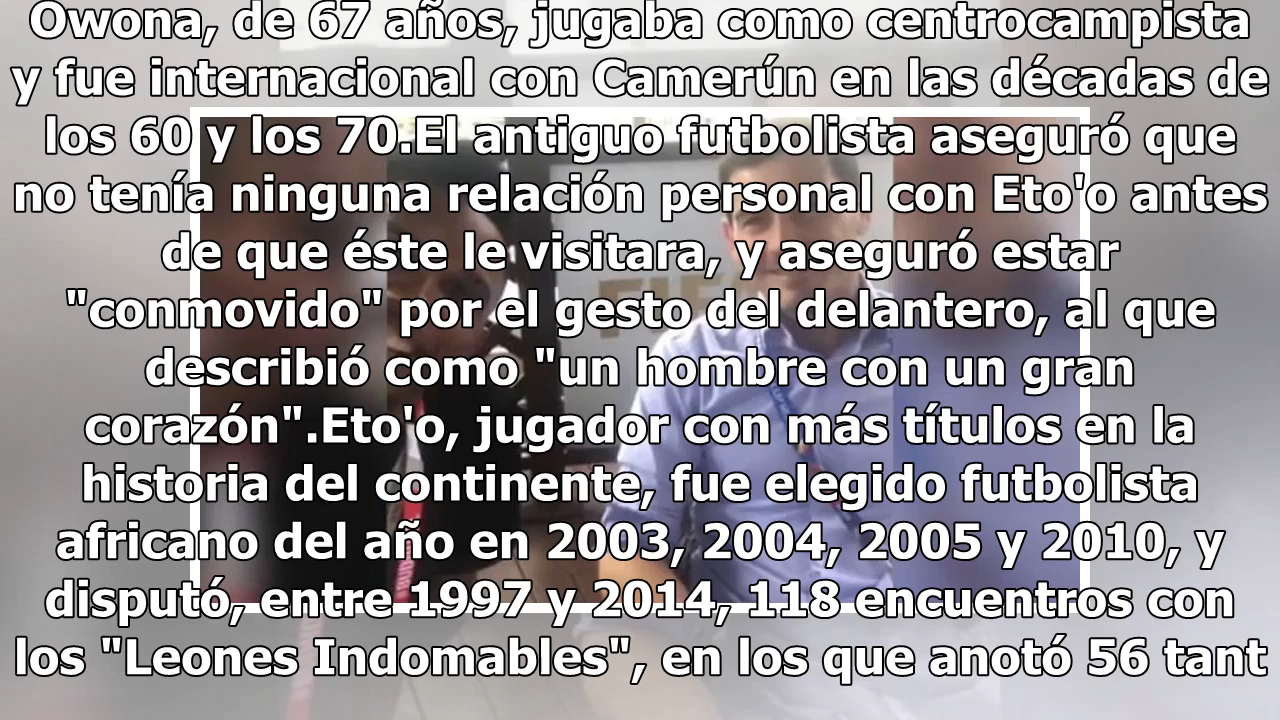 Owona, de 67 años, jugaba como centrocampista
y fue internacional con Camerún en las décadas de
los 60 y los 70.El antiguo futbolista aseguró que
no tenía ninguna relación personal con Eto'o antes
de que éste le visitara, y aseguró estar
"conmovido" por el gesto del delantero, al que
describió como "un hombre con un gran
corazón".Eto'o, jugador con más títulos en la
historia del continente, fue elegido futbolista
africano del año en 2003, 2004, 2005 y 2010, y
disputó, entre 1997 y 2014, 118 encuentros con
los "Leones Indomables", en los que anotó 56 tant